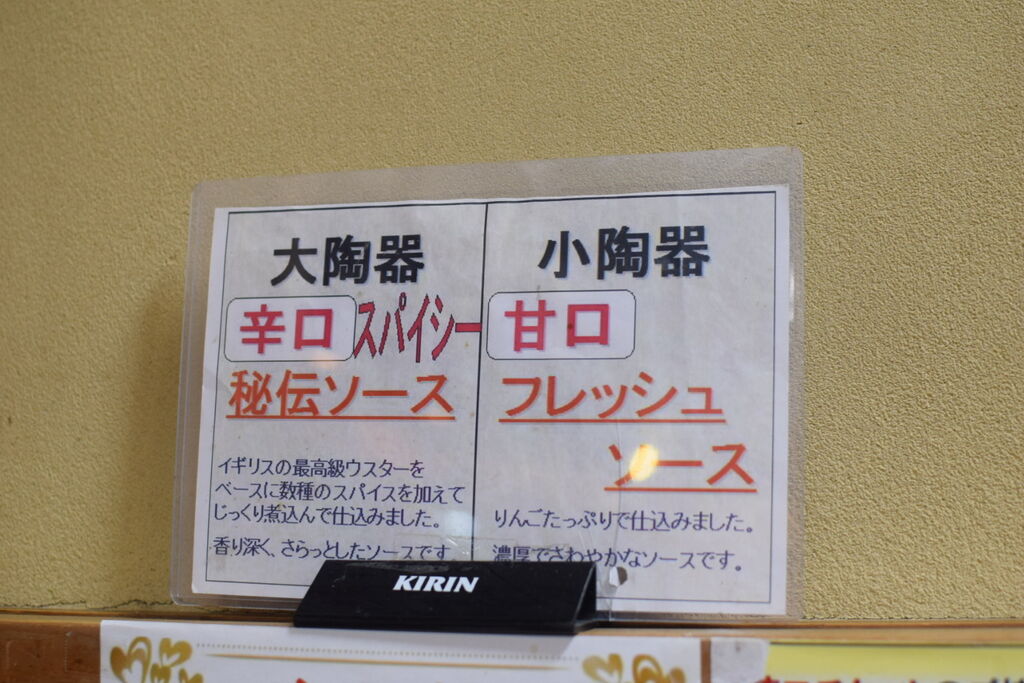 大陶器
辛口 スパイシー
秘伝ソース
イギリスの最高級ウスターを
ベースに数種のスパイスを加えて
じっくり煮込んで仕込みました。
香り深く、さらっとしたソースです
小陶器
甘口
フレッシュ
ソース
りんごたっぷりで仕込みました。
濃厚でさわやかなソースです。
KIRIN